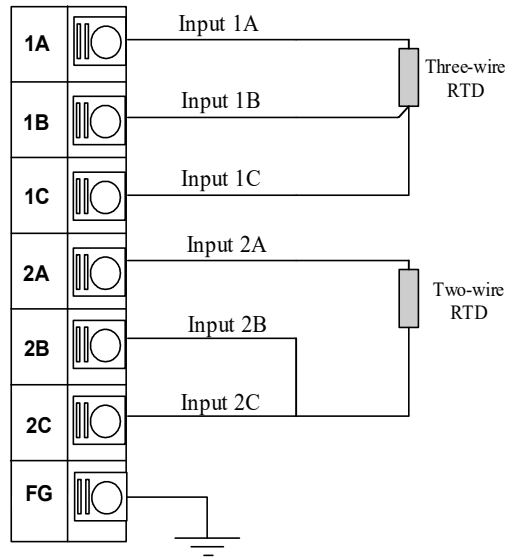 1A
Input 1A
Three-wire
RTD
1B
Input 1B
1C
Input 1C
2A
Input 2A
Two-wire
RTD
2B
Input 2B
2C
Input 2C
FG